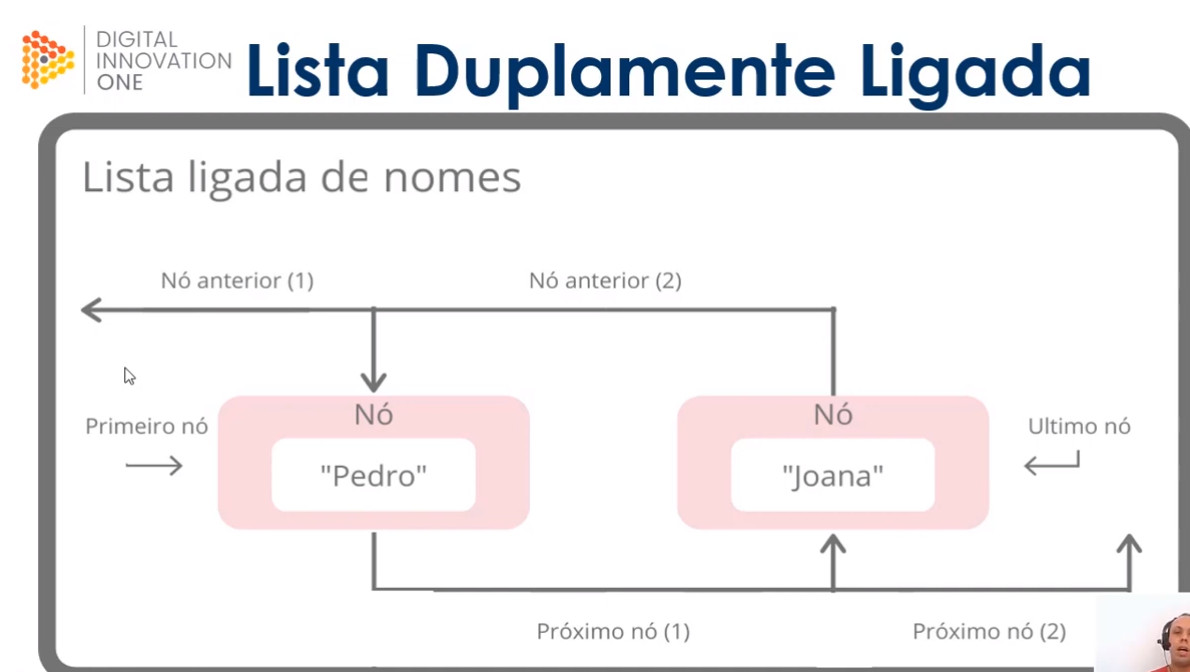 DIGITAL
INNOVATION
ONE
Lista Duplamente Ligada
Lista ligada de nomes
Nó anterior (1)
Nó anterior (2)
Primeiro nó
Nó
"Pedro"
Nó
"Joana"
Ultimo nó
Próximo nó (1)
Próximo nó (2)